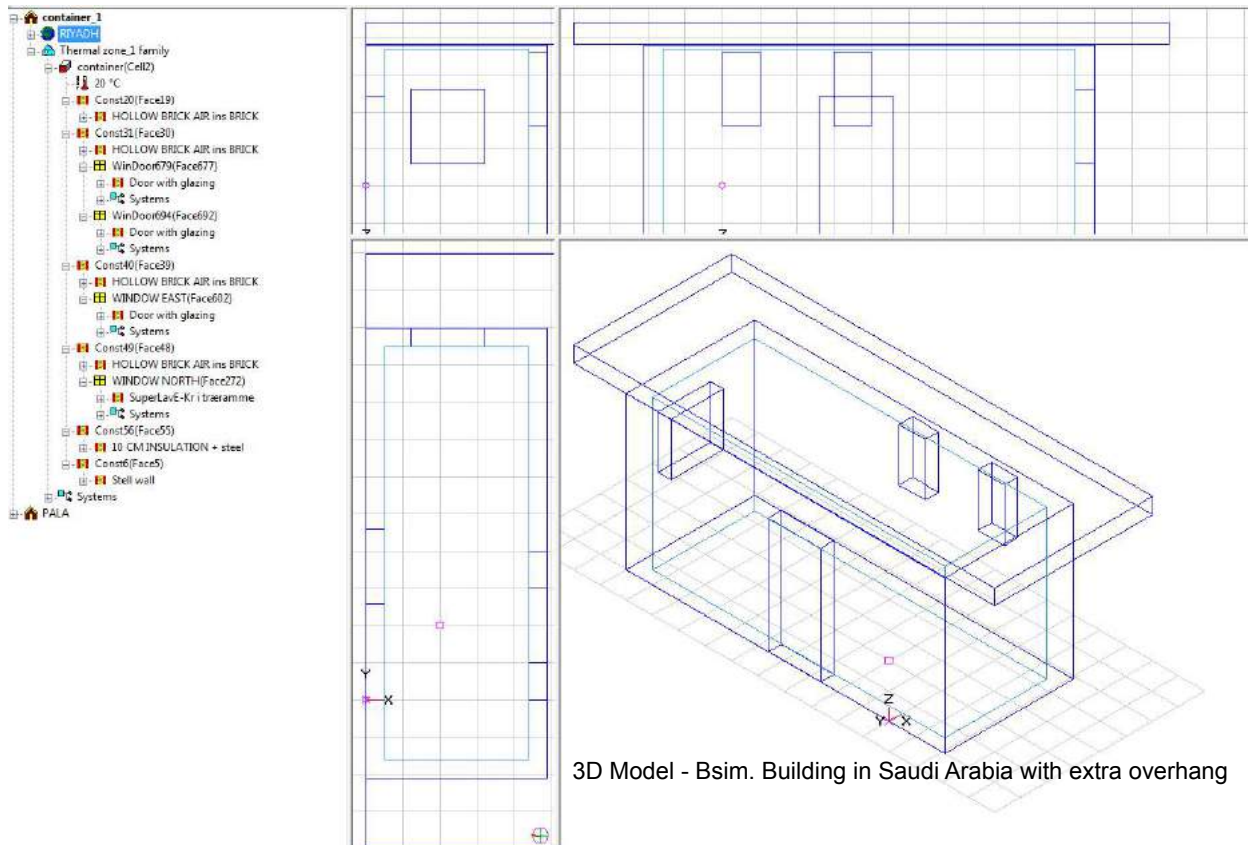 container_1
RIYADH
Thermal zone_1 family
container(Cell2)
20 °C
Const20(Face19)
HOLLOW BRICK AIR ins BRICK
Const31(Face30)
HOLLOW BRICK AIR ins BRICK
WinDoor679(Face677)
Door with glazing
Systems
WinDoor694(Face692)
Door with glazing
Systems
Const40(Face39)
HOLLOW BRICK AIR ins BRICK
WINDOW EAST(Face602)
Door with glazing
Systems
Const49(Face48)
HOLLOW BRICK AIR ins BRICK
WINDOW NORTH(Face272)
SuperLavE-Kr i træramme
Systems
Const56(Face55)
10 CM INSULATION + steel
Const6(Face5)
Stell wall
Systems
PALA
Z
Z
Y
X
Z
Y X
3D Model - Bsim. Building in Saudi Arabia with extra overhang